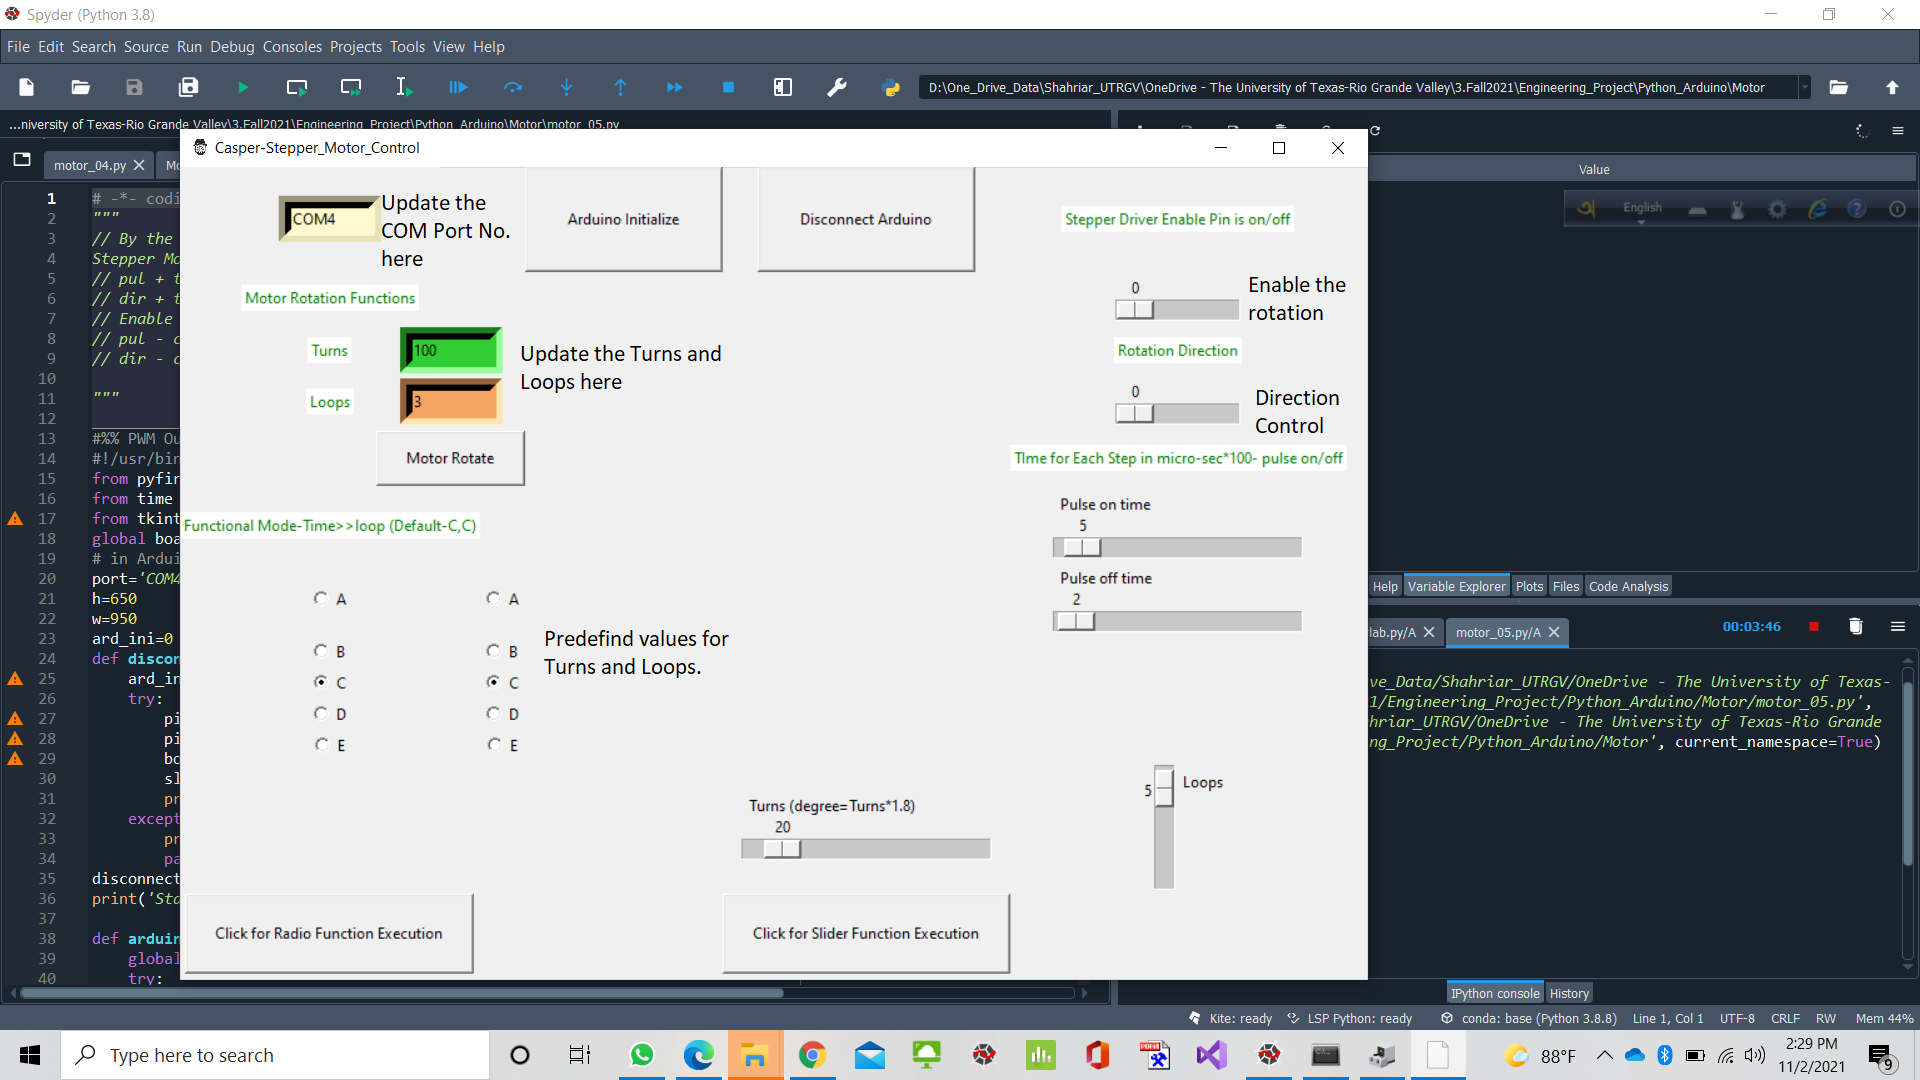 Spyder (Python 3.8)
File Edit Search Source Run Debug Consoles Projects Tools View Help
D:\One_Drive_Data\Shahriar_UTRGV\OneDrive - The University of Texas-Rio Grande Valley\3.Fall2021\Engineering_Project\Python_Arduino\Motor
...niversity of Texas-Rio Grande Valley\3.Fall2021\Engineering_Project\Python_Arduino\Motor\motor_05.py
motor_04.py
Casper-Stepper_Motor_Control
COM4
Update the
COM Port No.
here
Arduino Initialize
Disconnect Arduino
Stepper Driver Enable Pin is on/off
Motor Rotation Functions
0
Enable the
rotation
Turns
100
Update the Turns and
Loops here
Rotation Direction
Loops
3
0
Direction
Control
Motor Rotate
TIme for Each Step in micro-sec*100- pulse on/off
Functional Mode-Time>>loop (Default-C,C)
Pulse on time
5
Pulse off time
2
A A
B B
C C
D D
E E
Predefind values for
Turns and Loops.
5 Loops
Turns (degree=Turns*1.8)
20
Click for Radio Function Execution
Click for Slider Function Execution
1 # -*- codi
2 """
3 // By the
4 Stepper Mo
5 // pul + t
6 // dir + t
7 // Enable
8 // pul - c
9 // dir - c
10
11 """
12
13 #%% PWM Ou
14 #!/usr/bin
15 from pyfir
16 from time
17 from tkint
18 global boa
19 # in Ardui
20 port='COM4
21 h=650
22 w=950
23 ard_ini=0
24 def discon
25 ard_in
26 try:
27 pi
28 pi
29 bo
30 sl
31 pr
32 except
33 pr
34 pa
35 disconnect
36 print('Sta
37
38 def arduin
39 global
40 try:
Value
English
Help Variable Explorer Plots Files Code Analysis
lab.py/A motor_05.py/A 00:03:46
ve_Data/Shahriar_UTRGV/OneDrive - The University of Texas-
1/Engineering_Project/Python_Arduino/Motor/motor_05.py',
hriar_UTRGV/OneDrive - The University of Texas-Rio Grande
ng_Project/Python_Arduino/Motor', current_namespace=True)
IPython console History
Kite: ready LSP Python: ready conda: base (Python 3.8.8) Line 1, Col 1 UTF-8 CRLF RW Mem 44%
Type here to search
88°F
2:29 PM
11/2/2021
9